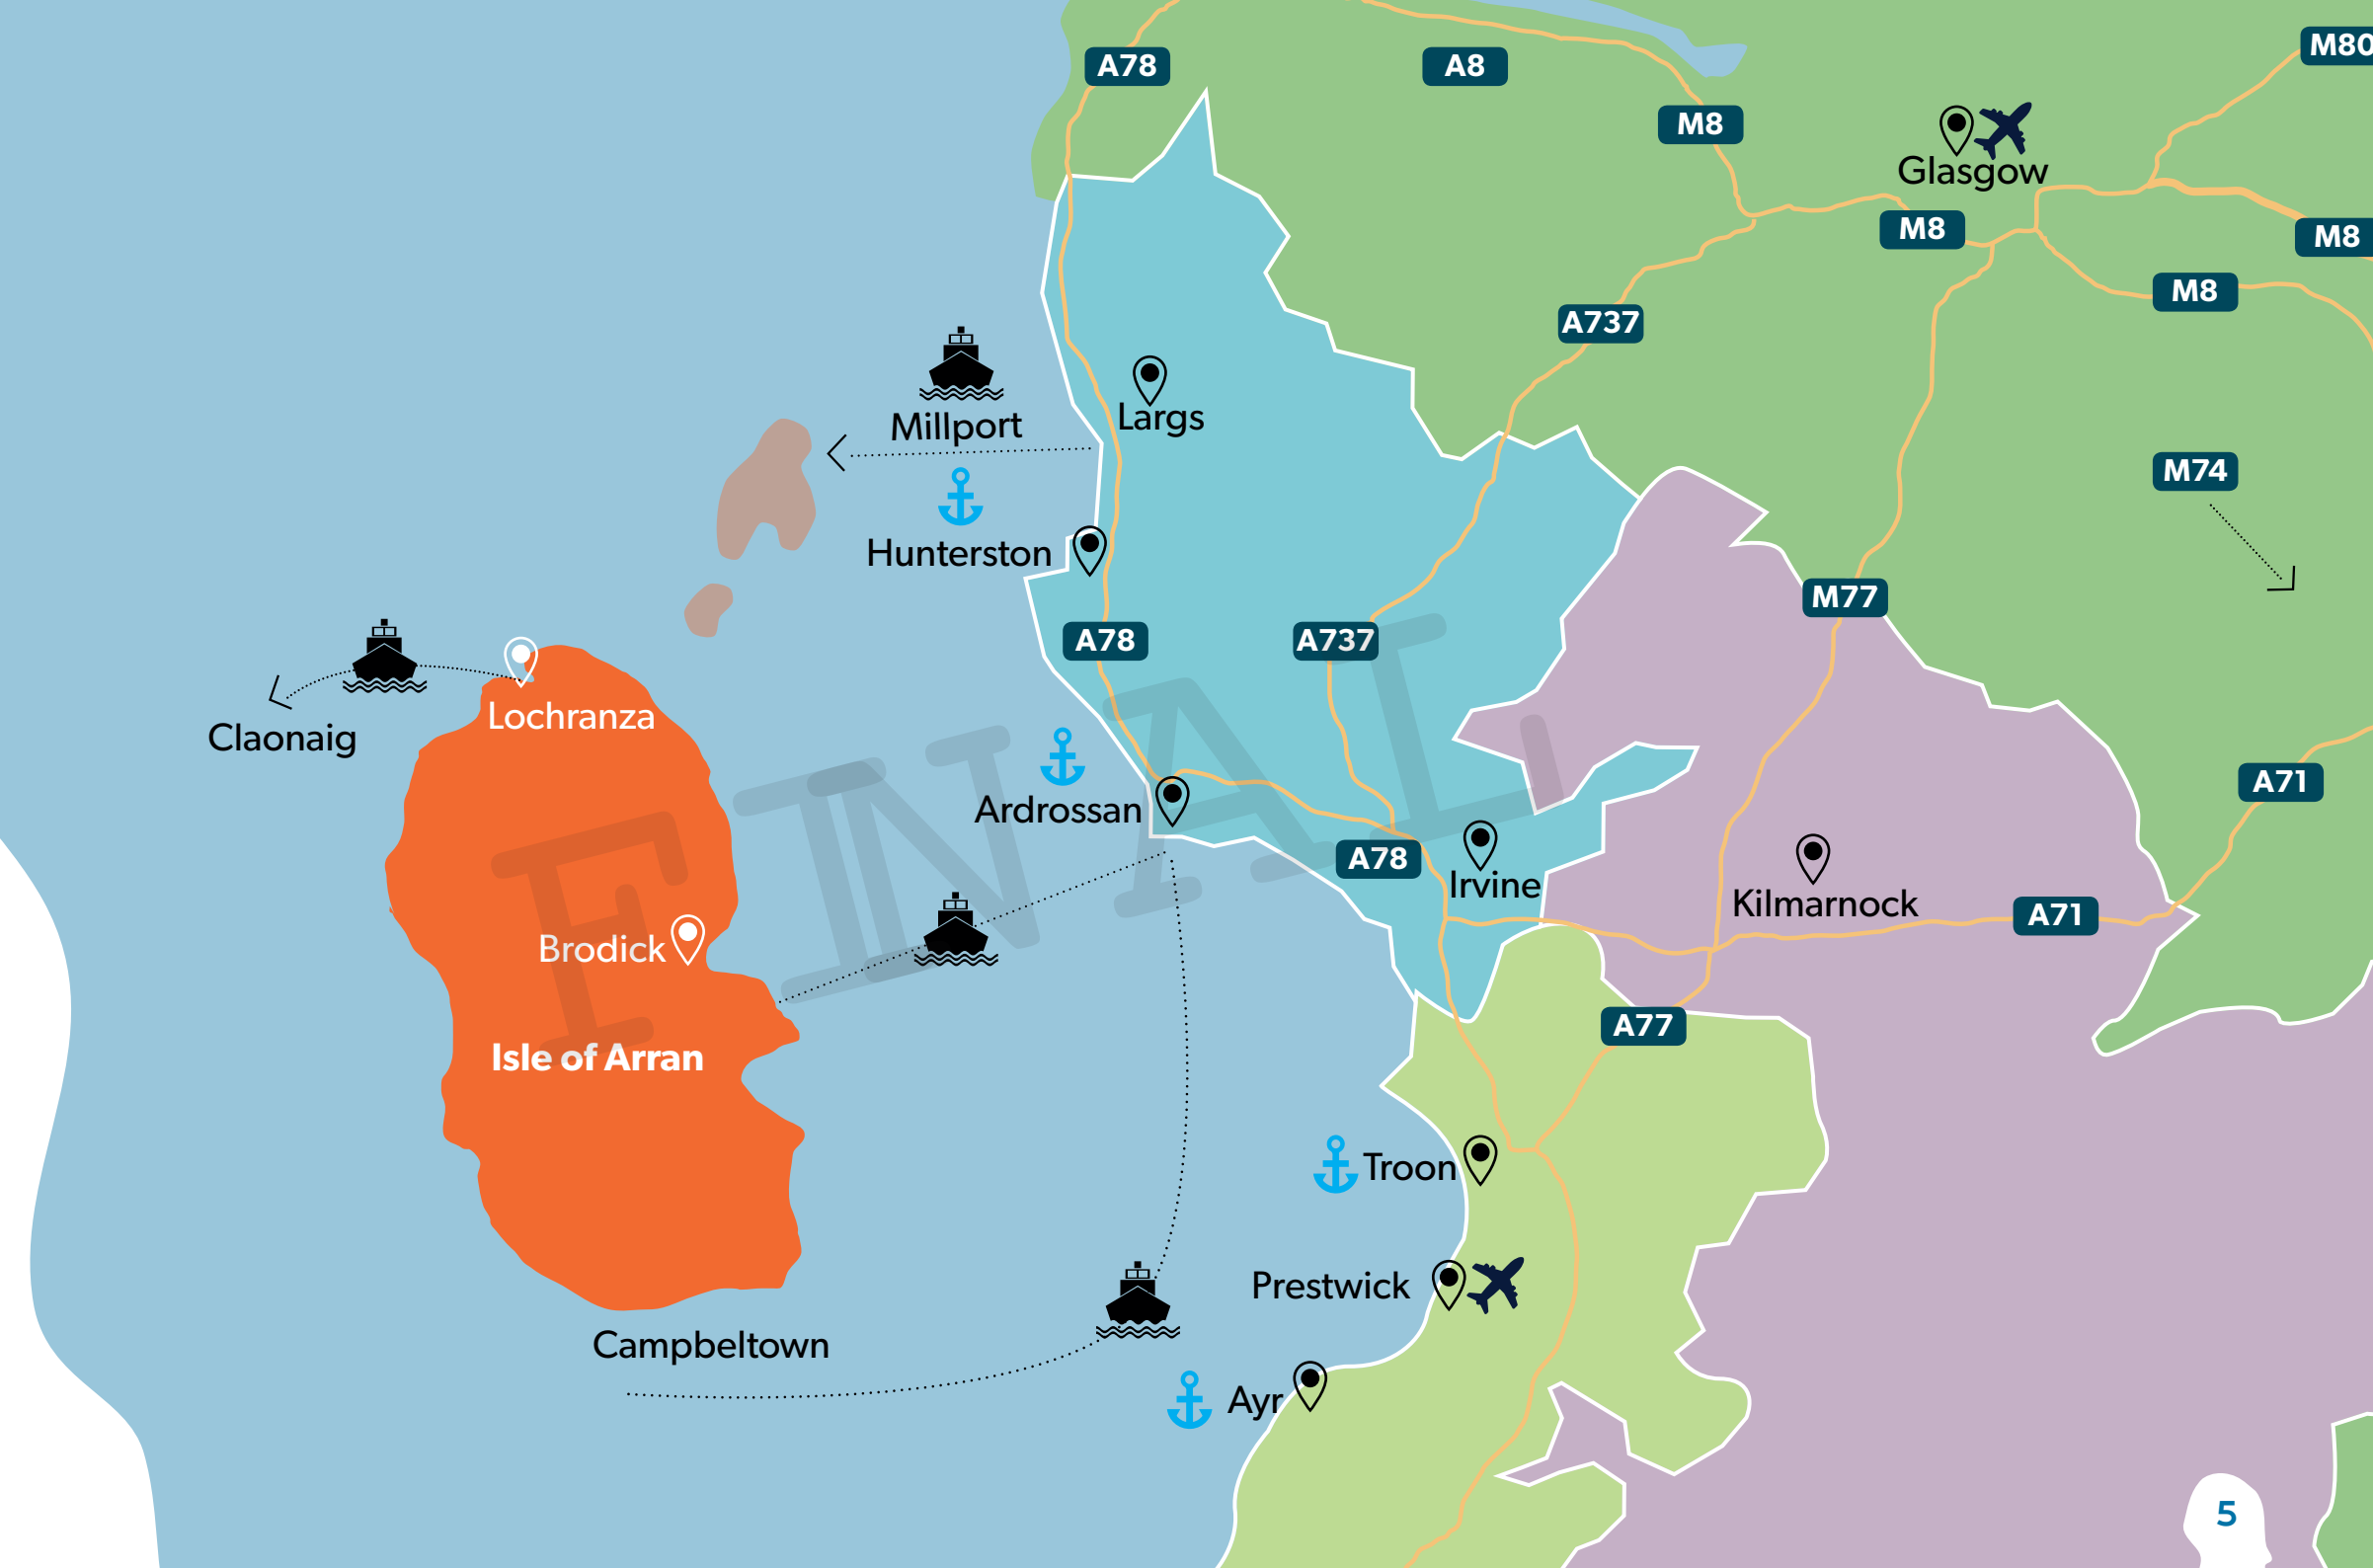 M80
A78
A8
M8
Glasgow
M8
M8
M8
A737
Millport
Largs
M74
Hunterston
M77
A78
A737
Lochranza
Claonaig
A71
Ardrossan
A78
Irvine
Kilmarnock
A71
Brodick
FINAL
A77
Isle of Arran
Troon
Prestwick
Campbeltown
Ayr
5